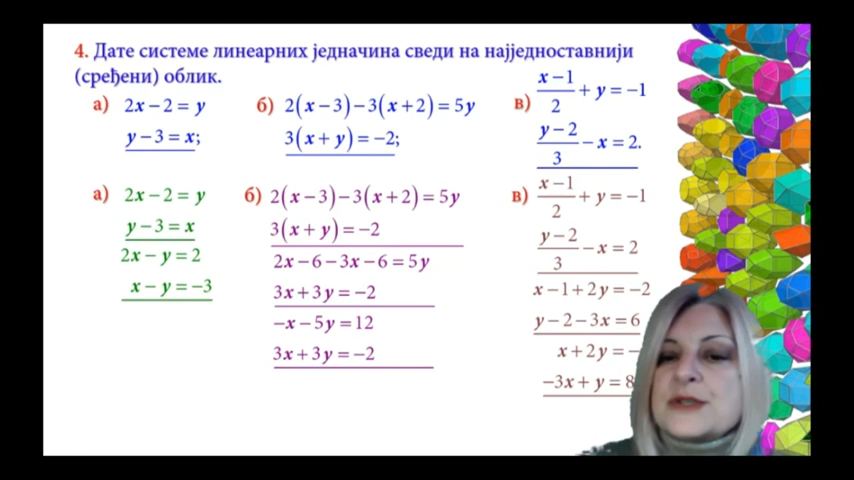 4. Дате системе линеарних једначина сведи на најједноставнији
(сређени) облик.
а) 2x − 2 = y
y − 3 = x;
б) 2(x − 3) − 3(x + 2) = 5y
3(x + y) = −2;
в) (x − 1)/2 + y = −1
(y − 2)/3 − x = 2.
а) 2x − 2 = y
y − 3 = x
2x − y = 2
x − y = −3
б) 2(x − 3) − 3(x + 2) = 5y
3(x + y) = −2
2x − 6 − 3x − 6 = 5y
3x + 3y = −2
−x − 5y = 12
3x + 3y = −2
в) (x − 1)/2 + y = −1
(y − 2)/3 − x = 2
x − 1 + 2y = −2
y − 2 − 3x = 6
x + 2y = −
−3x + y = 8